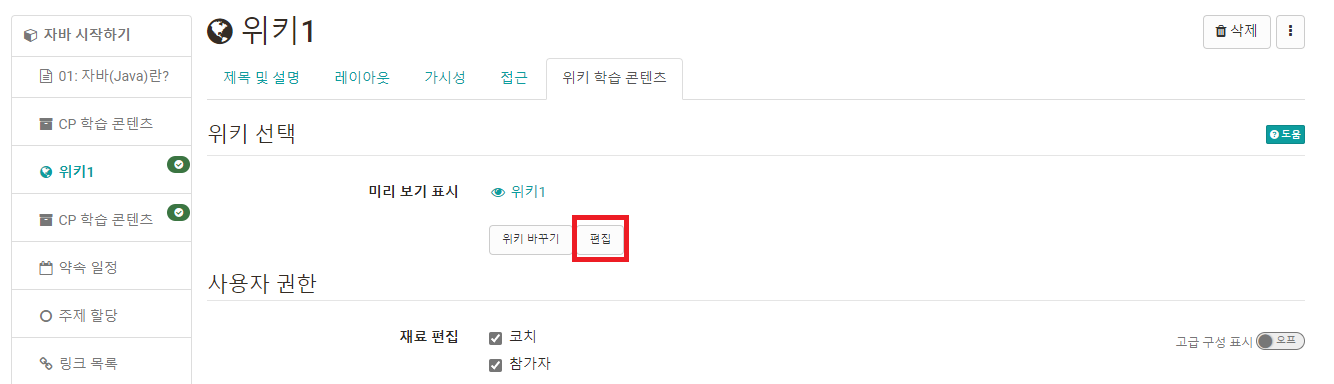 자바 시작하기
01: 자바(Java)란?
CP 학습 콘텐츠
위키1
CP 학습 콘텐츠
약속 일정
주제 할당
링크 목록
위키1
삭제
제목 및 설명 레이아웃 가시성 접근 위키 학습 콘텐츠
위키 선택
도움
미리 보기 표시 위키1
위키 바꾸기 편집
사용자 권한
재료 편집 코치
참가자
고급 구성 표시 오프